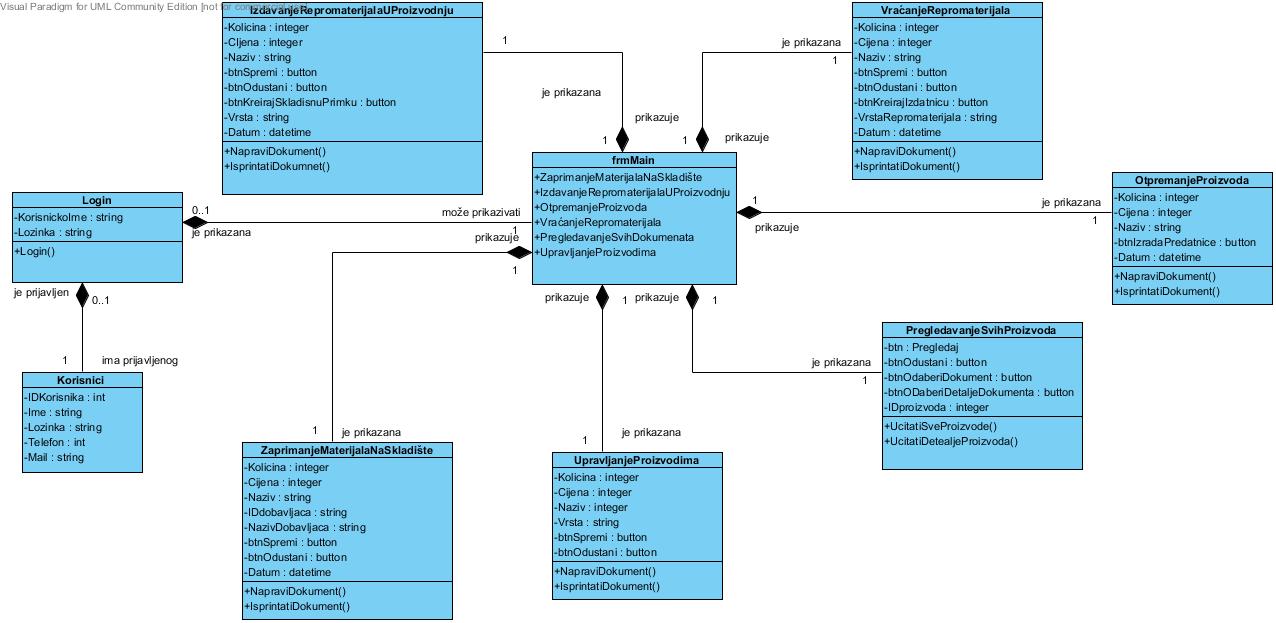 Visual Paradigm for UML Community Edition [not for
IzdavanjeRepromaterijalaUProizvodnju
-Kolicina : integer
-CIjena : integer
-Naziv : string
-btnSpremi : button
-btnOdustani : button
-btnKreirajSkladisnuPrimku : button
-Vrsta : string
-Datum : datetime
+NapraviDokument()
+IsprintatiDokumnet()
1
je prikazana
prikazuje
1
VraćanjeRepromaterijala
-Kolicina : integer
-Cijena : integer
-Naziv : string
-btnSpremi : button
-btnOdustani : button
-btnKreirajIzdatnicu : button
-VrstaRepromaterijala : string
-Datum : datetime
+NapraviDokument()
+IsprintatiDokument()
je prikazana
1
1
prikazuje
frmMain
+ZaprimanjeMaterijalaNaSkladište
+IzdavanjeRepromaterijalaUProizvodnju
+OtpremanjeProizvoda
+VraćanjeRepromaterijala
+PregledavanjeSvihDokumenata
+UpravljanjeProizvodima
OtpremanjeProizvoda
-Kolicina : integer
-Cijena : integer
-Naziv : string
-btnIzradaPredatnice : button
-Datum : datetime
+NapraviDokument()
+IsprintatiDokument()
1
prikazuje
je prikazana
1
Login
-KorisnickoIme : string
-Lozinka : string
+Login()
0..1
je prikazana
može prikazivati
1
prikazuje
1
je prijavljen
0..1
1
ima prijavljenog
Korisnici
-IDKorisnika : int
-Ime : string
-Lozinka : string
-Telefon : int
-Mail : string
prikazuje
1
prikazuje
1
je prikazana
1
PregledavanjeSvihProizvoda
-btn : Pregledaj
-btnOdustani : button
-btnOdaberiDokument : button
-btnODaberiDetaljeDokumenta : button
-IDproizvoda : integer
+UcitatiSveProizvode()
+UcitatiDetealjeProizvoda()
1
je prikazana
ZaprimanjeMaterijalaNaSkladište
-Kolicina : integer
-Cijena : integer
-Naziv : string
-IDdobavljaca : string
-NazivDobavljaca : string
-btnSpremi : button
-btnOdustani : button
-Datum : datetime
+NapraviDokument()
+IsprintatiDokument()
1
je prikazana
UpravljanjeProizvodima
-Kolicina : integer
-Cijena : integer
-Naziv : integer
-Vrsta : string
-btnSpremi : button
-btnOdustani : button
+NapraviDokument()
+IsprintatiDokument()